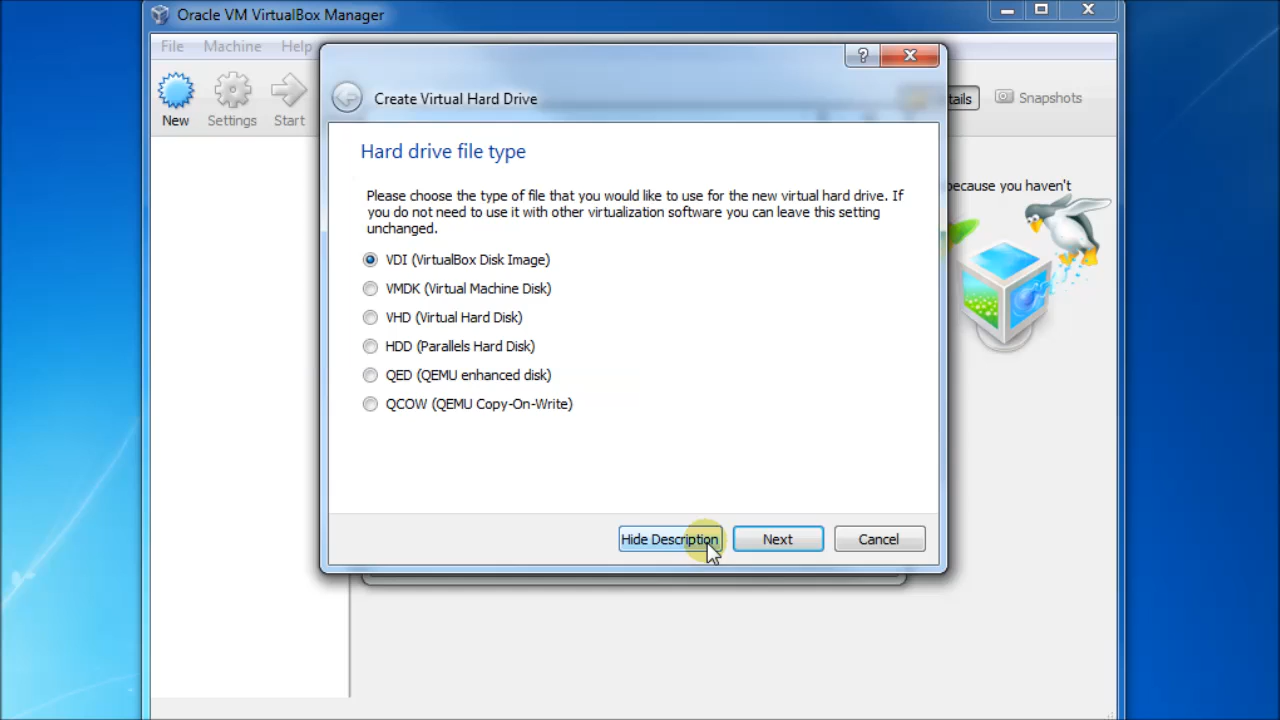 Oracle VM VirtualBox Manager
File Machine Help
?
Create Virtual Hard Drive
tails Snapshots
New Settings Start
Hard drive file type
because you haven't
Please choose the type of file that you would like to use for the new virtual hard drive. If
you do not need to use it with other virtualization software you can leave this setting
unchanged.
VDI (VirtualBox Disk Image)
VMDK (Virtual Machine Disk)
VHD (Virtual Hard Disk)
HDD (Parallels Hard Disk)
QED (QEMU enhanced disk)
QCOW (QEMU Copy-On-Write)
Hide Description Next Cancel